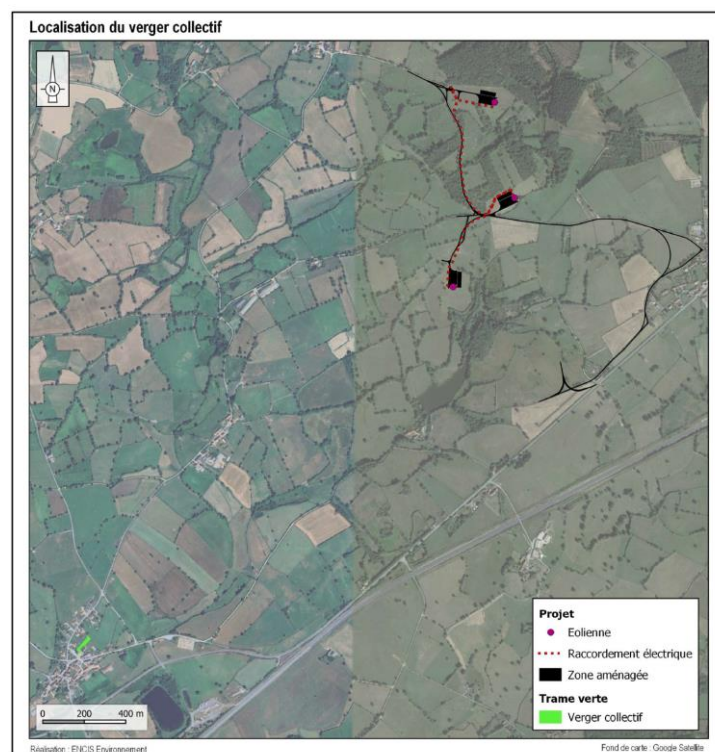 Localisation du verger collectif
N
Projet
Eolienne
Raccordement électrique
Zone aménagée
Trame verte
Verger collectif
0 200 400 m
Réalisation : ENCIS Environnement
Fond de carte : Google Satellite